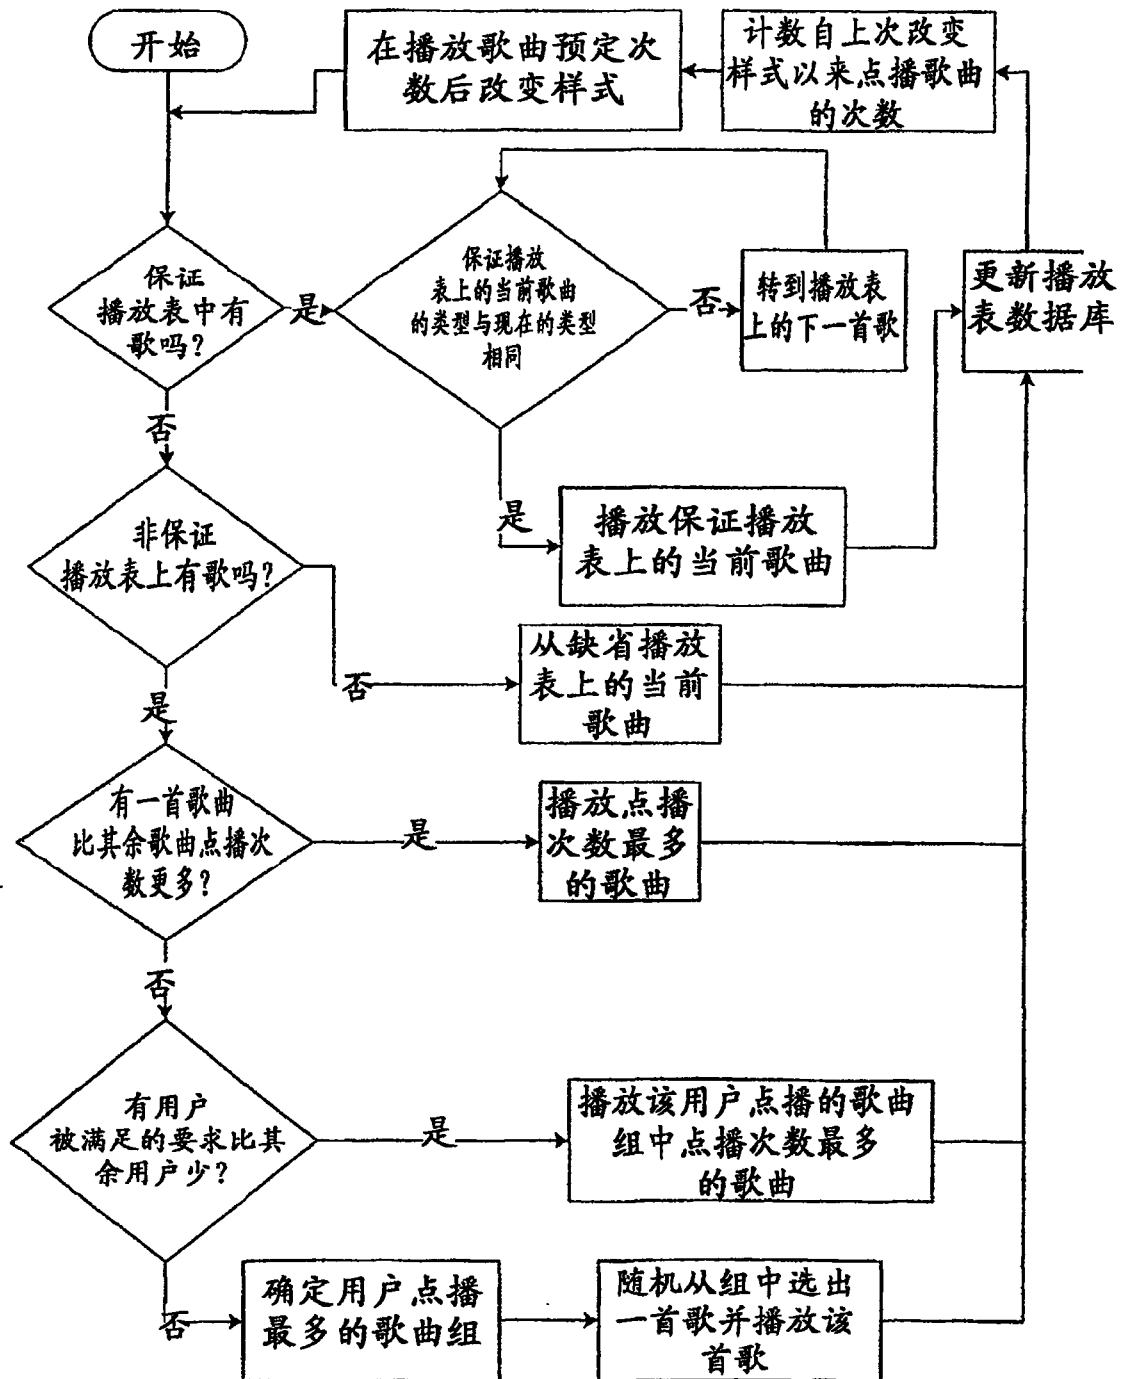 开始
在播放歌曲预定次
数后改变样式
计数自上次改变
样式以来点播歌曲
的次数
保证
播放表中有
歌吗？
是
保证播放
表上的当前歌曲
的类型与现在的类型
相同
否
转到播放表
上的下一首歌
更新播放
表数据库
否
是
播放保证播放
表上的当前歌曲
非保证
播放表上有歌吗？
否
从缺省播放
表上的当前
歌曲
是
有一首歌曲
比其余歌曲点播次
数更多？
是
播放点播
次数最多
的歌曲
否
有用户
被满足的要求比其
余用户少？
是
播放该用户点播的歌曲
组中点播次数最多
的歌曲
否
确定用户点播
最多的歌曲组
随机从组中选出
一首歌并播放该
首歌